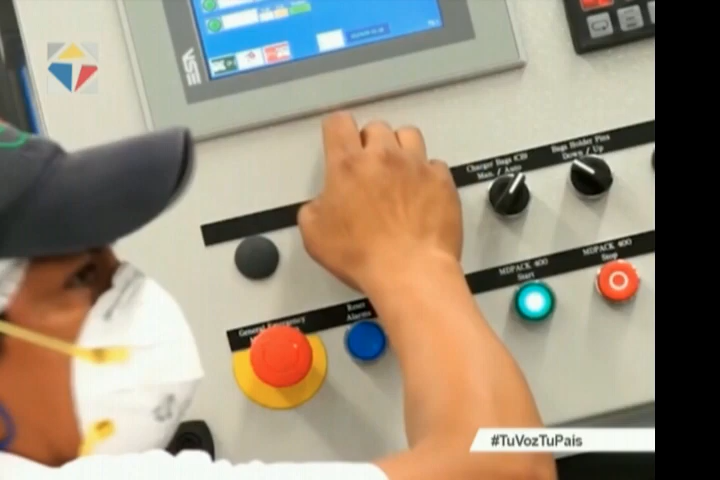 Charger Bags ICB
Man. / Auto
Bags Holder Pins
Down / Up
MDPACK 400
Start
MDPACK 400
Stop
General Emergency
Reset
Alarms
#TuVozTuPaís